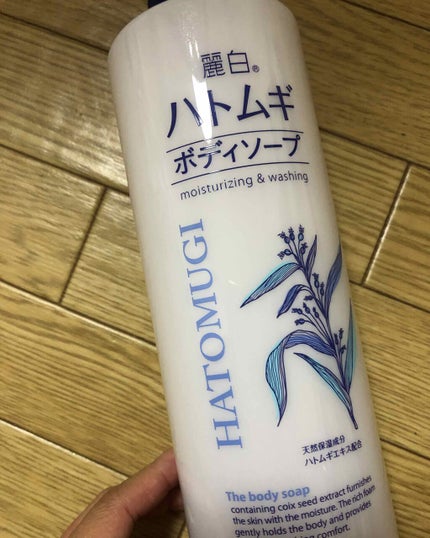 麗白®
ハトムギ
ボディソープ
moisturizing & washing
HATOMUGI
天然保湿成分
ハトムギエキス配合
The body soap
containing coix seed extract furnishes
the skin with the moisture. The rich foam
gently holds the body and provides
comfort.